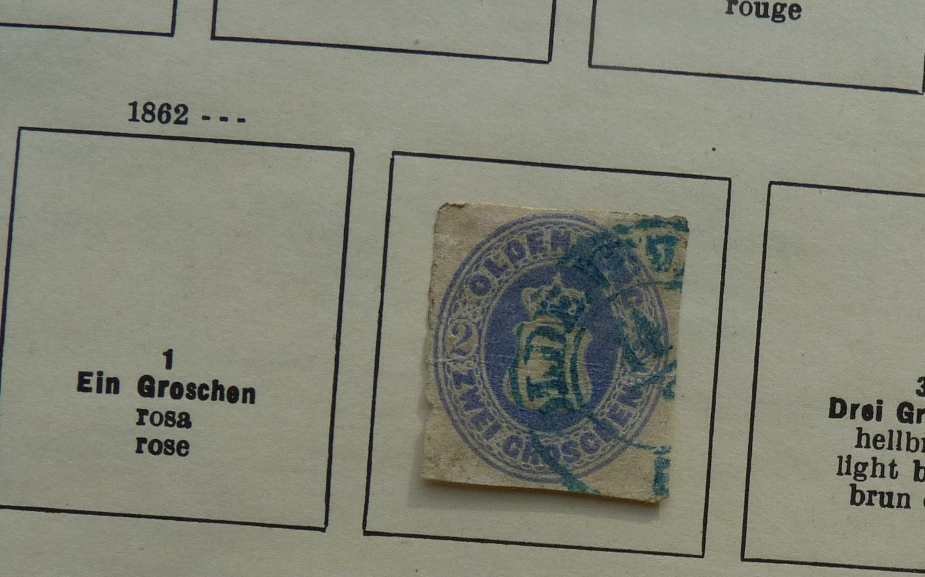 rouge
1862 ---
1
Ein Groschen
rosa
rose
OLDENBURG
2
ZWEI GROSCHEN
3
Drei Gr
hellbr
light b
brun